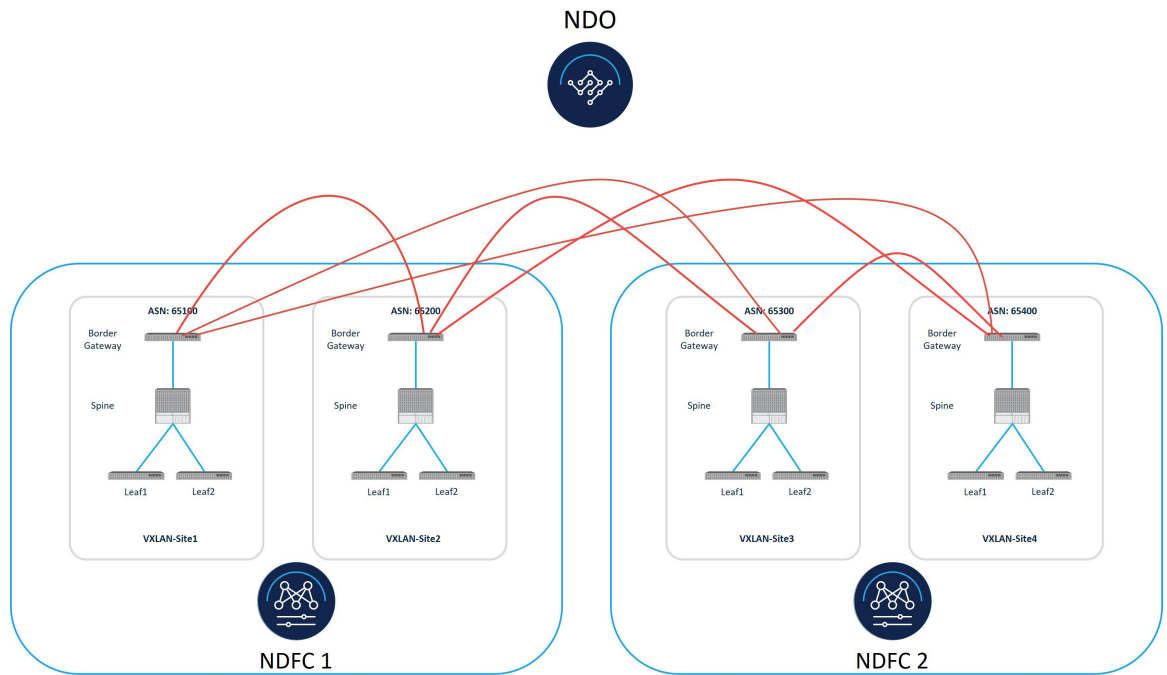 NDO
ASN: 65100
ASN: 65200
ASN: 65300
ASN: 65400
Border
Gateway
Border
Gateway
Border
Gateway
Border
Gateway
Spine
Spine
Spine
Spine
Leaf1
Leaf2
Leaf1
Leaf2
Leaf1
Leaf2
Leaf1
Leaf2
VXLAN-Site1
VXLAN-Site2
VXLAN-Site3
VXLAN-Site4
NDFC 1
NDFC 2